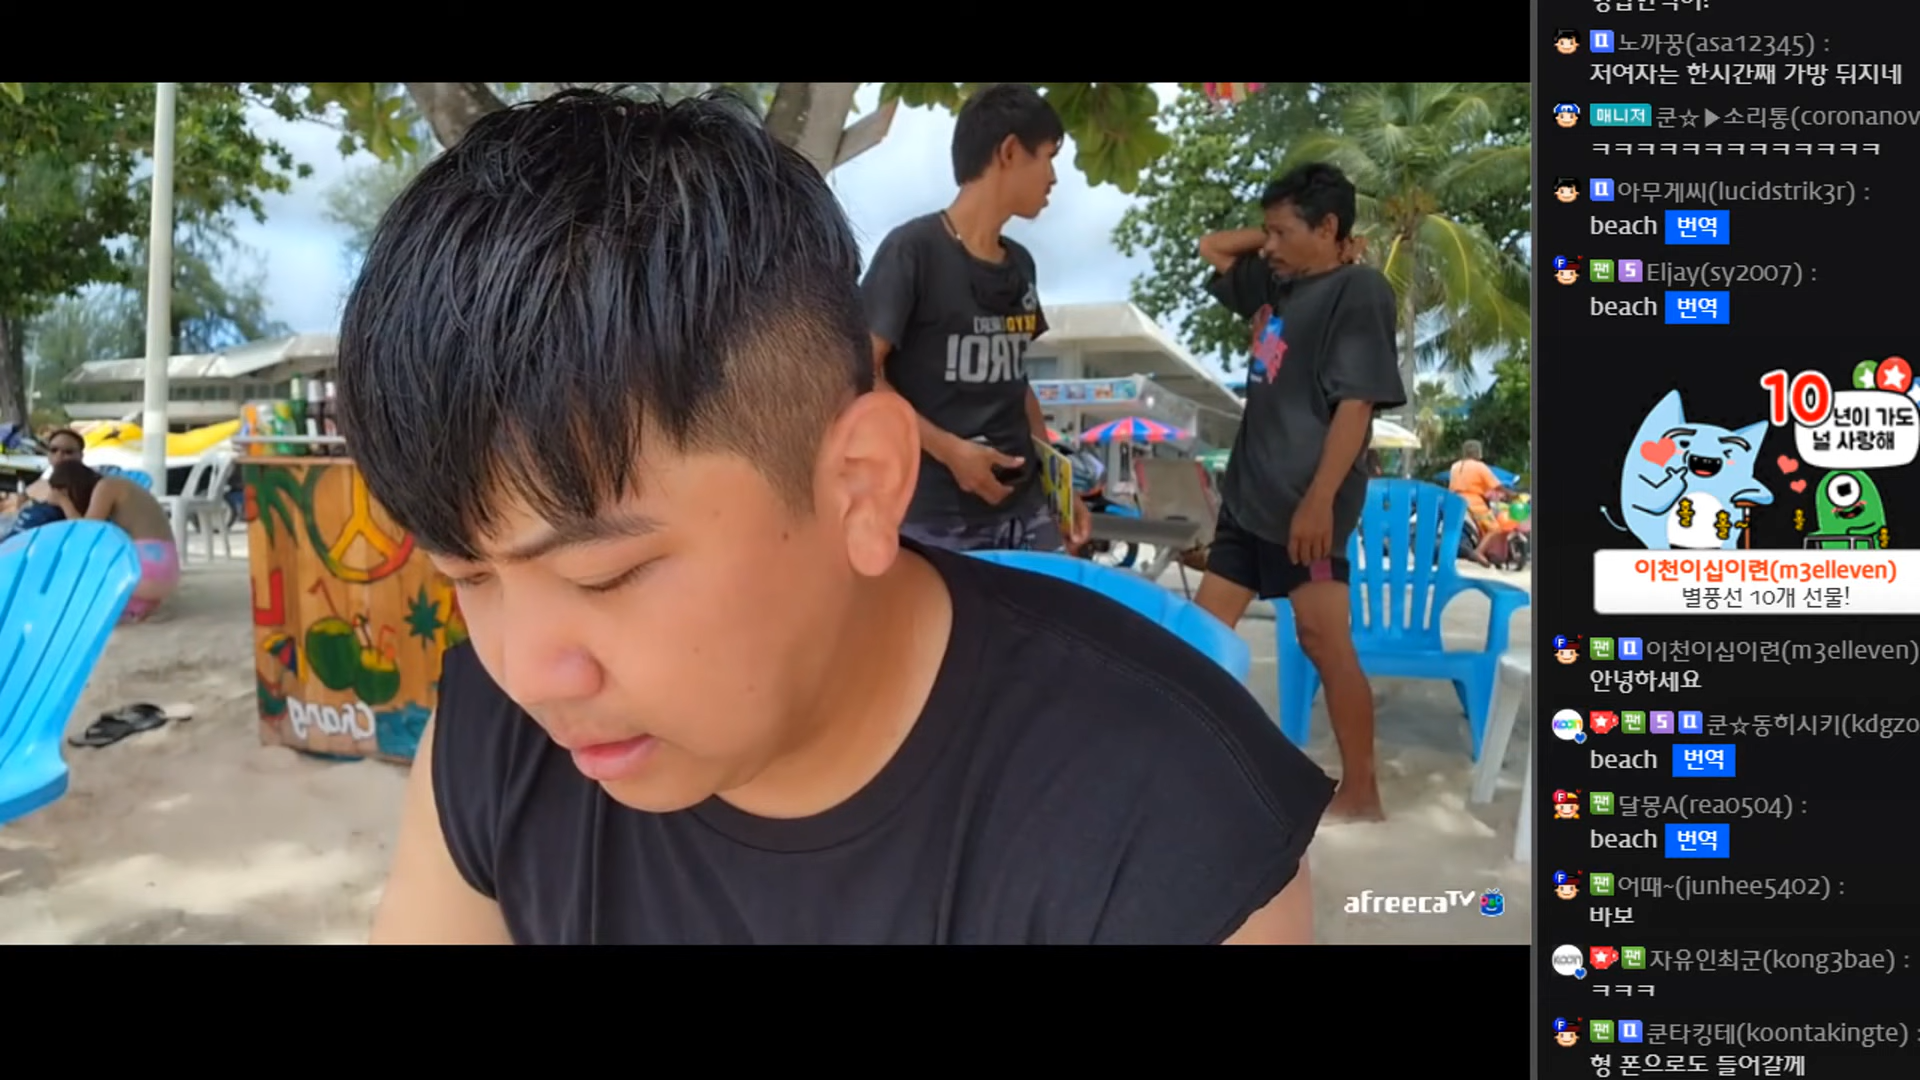 Chang
afreecaTV
노까꿍(asa12345) :
저여자는 한시간째 가방 뒤지네
매니저 쿤☆▶소리통(coronanov
ㅋㅋㅋㅋㅋㅋㅋㅋㅋㅋㅋㅋㅋ
아무게씨(lucidstrik3r) :
beach 번역
팬 S Eljay(sy2007) :
beach 번역
10년이 가도
널 사랑해
이천이십이련(m3elleven)
별풍선 10개 선물!
팬 이천이십이련(m3elleven)
안녕하세요
팬 S 쿤☆동히시키(kdgzo
beach 번역
팬 달몽A(rea0504) :
beach 번역
팬 어때~(junhee5402) :
바보
팬 자유인최군(kong3bae) :
ㅋㅋㅋ
팬 쿤타킹테(koontakingte) :
형 폰으로도 들어갈께